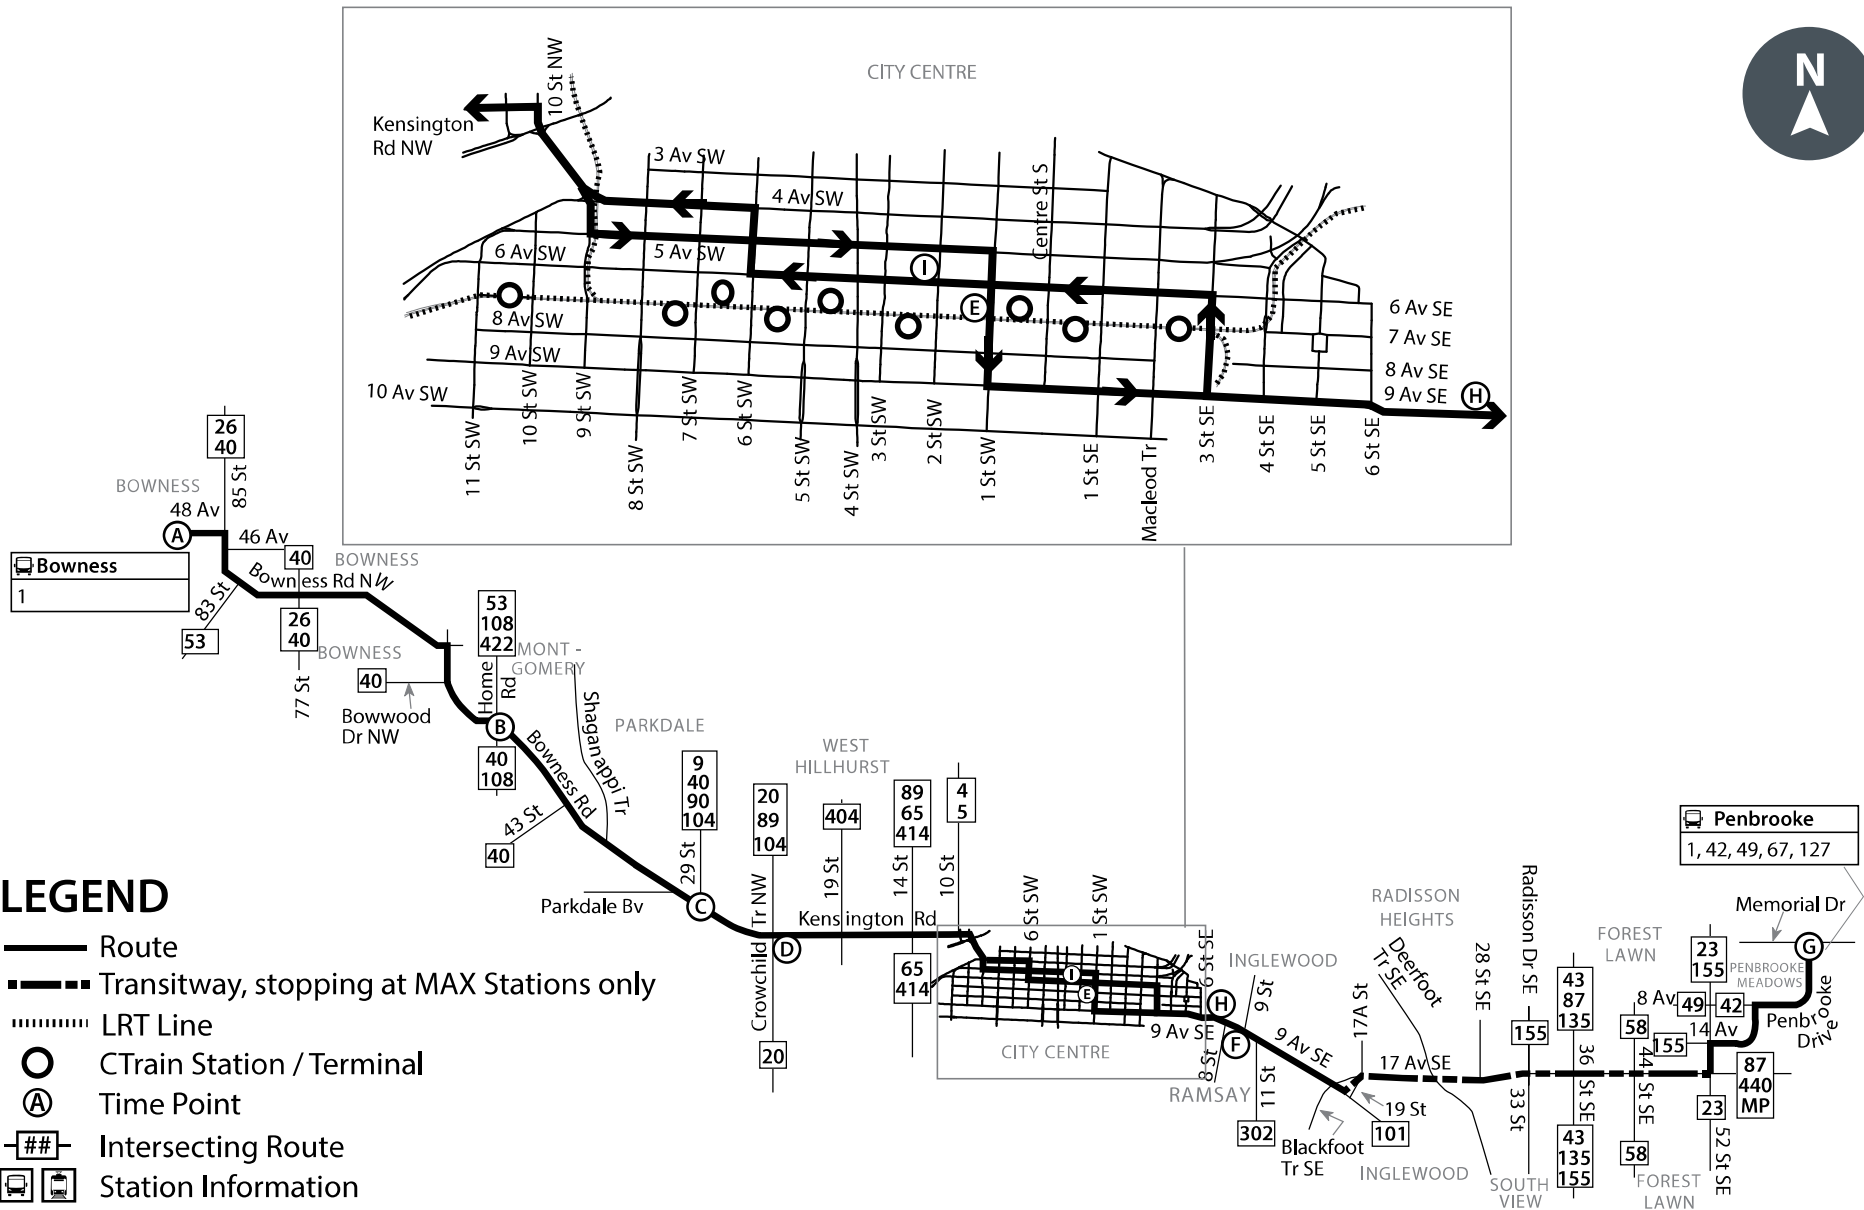 N
CITY CENTRE
10 St NW
Kensington
Rd NW
3 Av SW
4 Av SW
Centre St S
6 Av SW
5 Av SW
I
E
8 Av SW
9 Av SW
10 Av SW
6 Av SE
7 Av SE
8 Av SE
9 Av SE
H
11 St SW
10 St SW
9 St SW
8 St SW
7 St SW
6 St SW
5 St SW
4 St SW
3 St SW
2 St SW
1 St SW
1 St SE
Macleod Tr
3 St SE
4 St SE
5 St SE
6 St SE
26
40
85 St
BOWNESS
48 Av
A
46 Av
40
BOWNESS
Bowness
1
Bowness Rd NW
83 St
53
26
40
77 St
BOWNESS
40
Bowwood
Dr NW
53
108
422
Home
Rd
MONT -
GOMERY
B
40
108
Shaganappi Tr
Bowness Rd
43 St
40
PARKDALE
9
40
90
104
29 St
Parkdale Bv
C
20
89
104
Crowchild Tr NW
D
20
WEST
HILLHURST
404
19 St
Kensington Rd
89
65
414
14 St
65
414
4
5
10 St
6 St SW
1 St SW
6 St SE
I
E
CITY CENTRE
9 Av SE
H
INGLEWOOD
9 St
F
8 St
RAMSAY
11 St
302
9 Av SE
Blackfoot
Tr SE
17A St
19 St
101
INGLEWOOD
17 Av SE
RADISSON
HEIGHTS
Deerfoot
Tr SE
28 St SE
SOUTH
VIEW
Radisson Dr SE
155
33 St
43
87
135
36 St SE
43
135
155
FOREST
LAWN
58
44 St SE
58
FOREST
LAWN
Penbrooke
1, 42, 49, 67, 127
Memorial Dr
G
23
155
PENBROOKE
MEADOWS
8 Av
49
42
14 Av
155
Penbrooke
Drive
87
440
MP
23
52 St SE
LEGEND
Route
Transitway, stopping at MAX Stations only
LRT Line
CTrain Station / Terminal
A
Time Point
##
Intersecting Route
Station Information